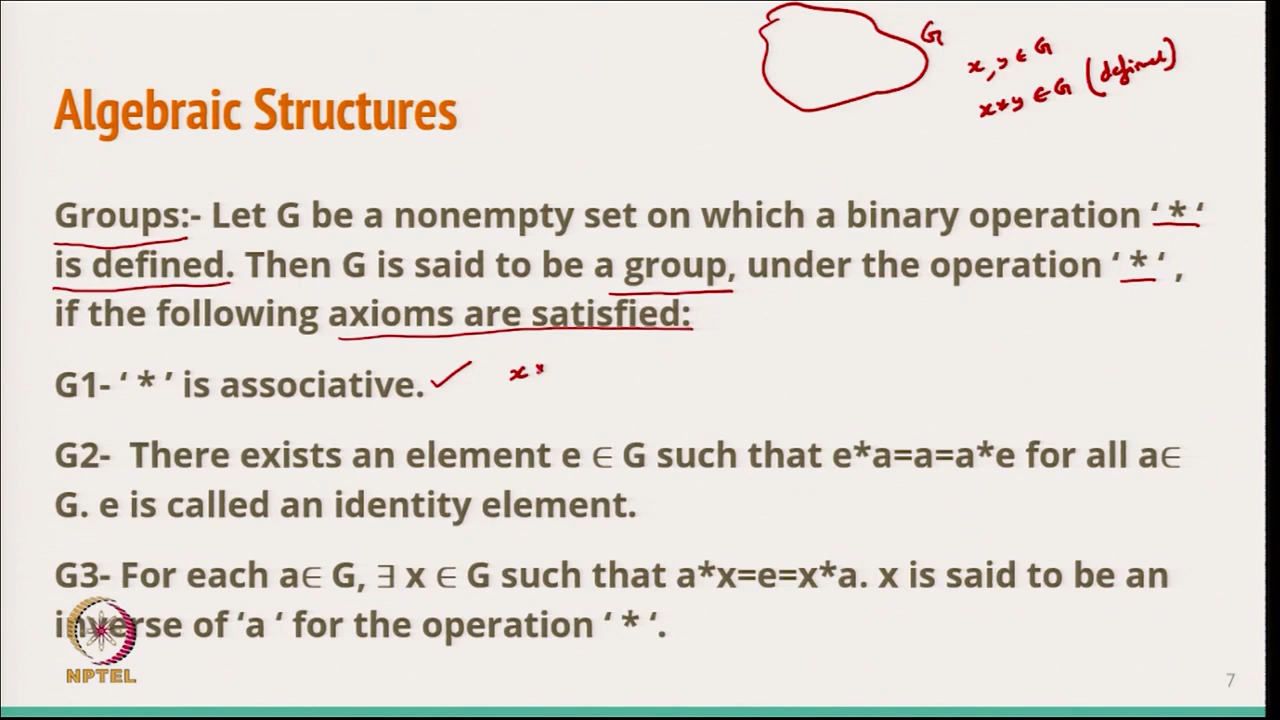 G
x, y ∈ G
x*y ∈ G (defined)
Algebraic Structures
Groups:- Let G be a nonempty set on which a binary operation ‘ * ‘
is defined. Then G is said to be a group, under the operation ‘ * ‘ ,
if the following axioms are satisfied:
G1- ‘ * ’ is associative. ✓ x *
G2- There exists an element e ∈ G such that e*a=a=a*e for all a∈
G. e is called an identity element.
G3- For each a∈ G, ∃ x ∈ G such that a*x=e=x*a. x is said to be an
inverse of ‘a ‘ for the operation ‘ * ‘.
NPTEL
7